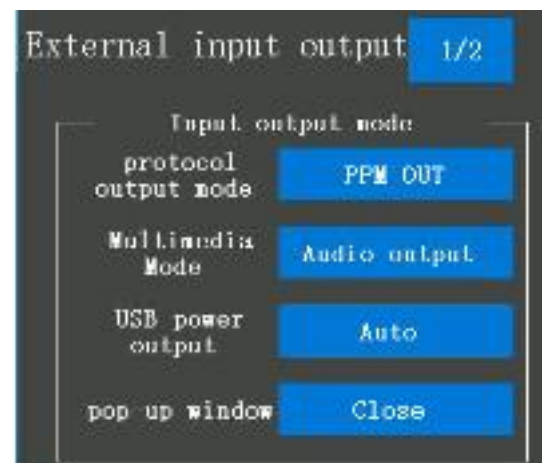 External input output 1/2
Input output mode
protocol
output mode
PPM OUT
Multimedia
Mode
Audio output
USB power
output
Auto
pop up window
Close